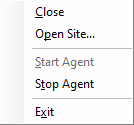 Close
Open Site...
Start Agent
Stop Agent
Exit